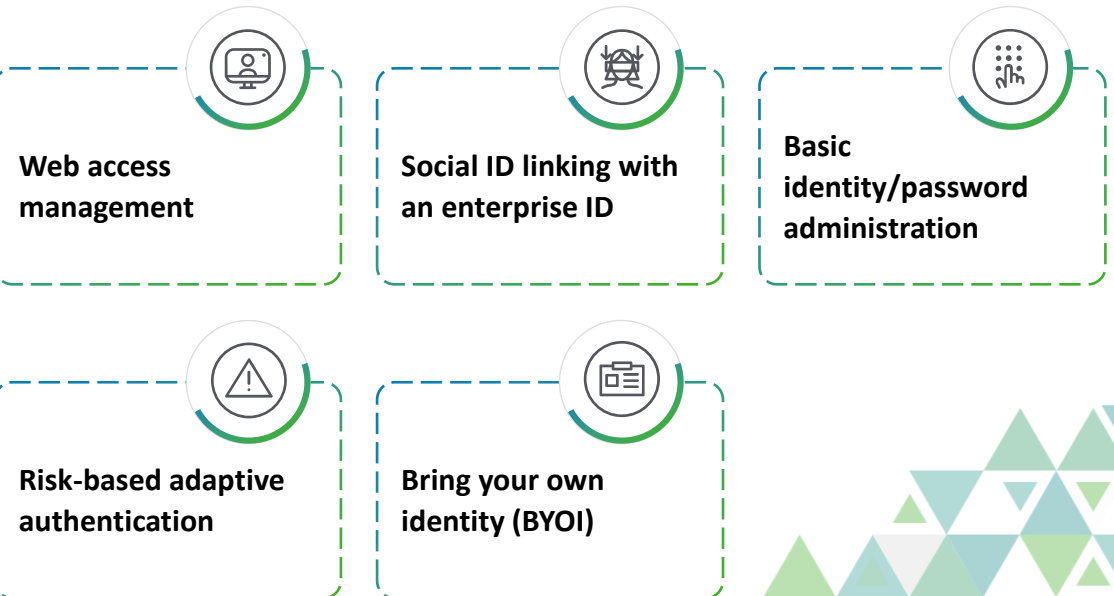 Web access
management
Social ID linking with
an enterprise ID
Basic
identity/password
administration
Risk-based adaptive
authentication
Bring your own
identity (BYOI)